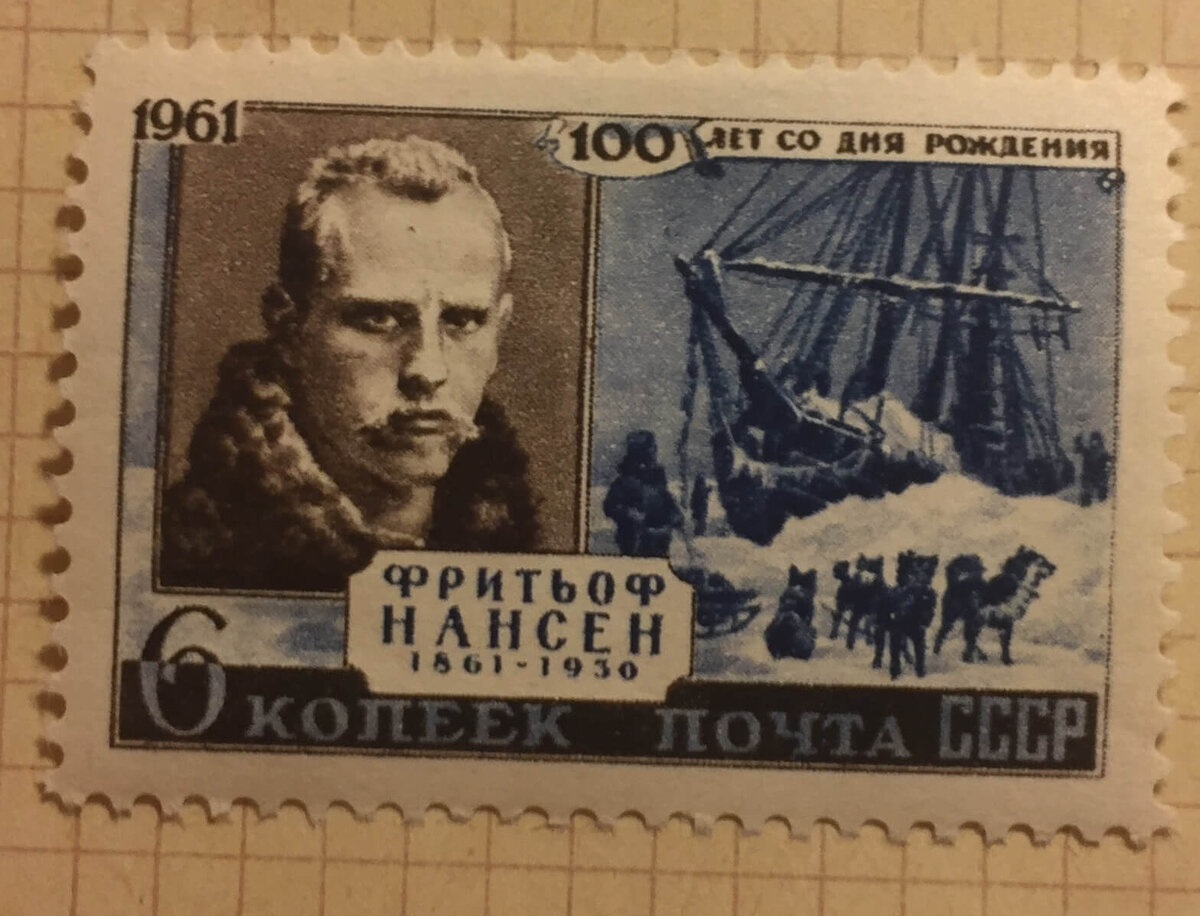 1961
100 ЛЕТ СО ДНЯ РОЖДЕНИЯ
ФРИТЬОФ
НАНСЕН
1861-1930
6 КОПЕЕК ПОЧТА СССР